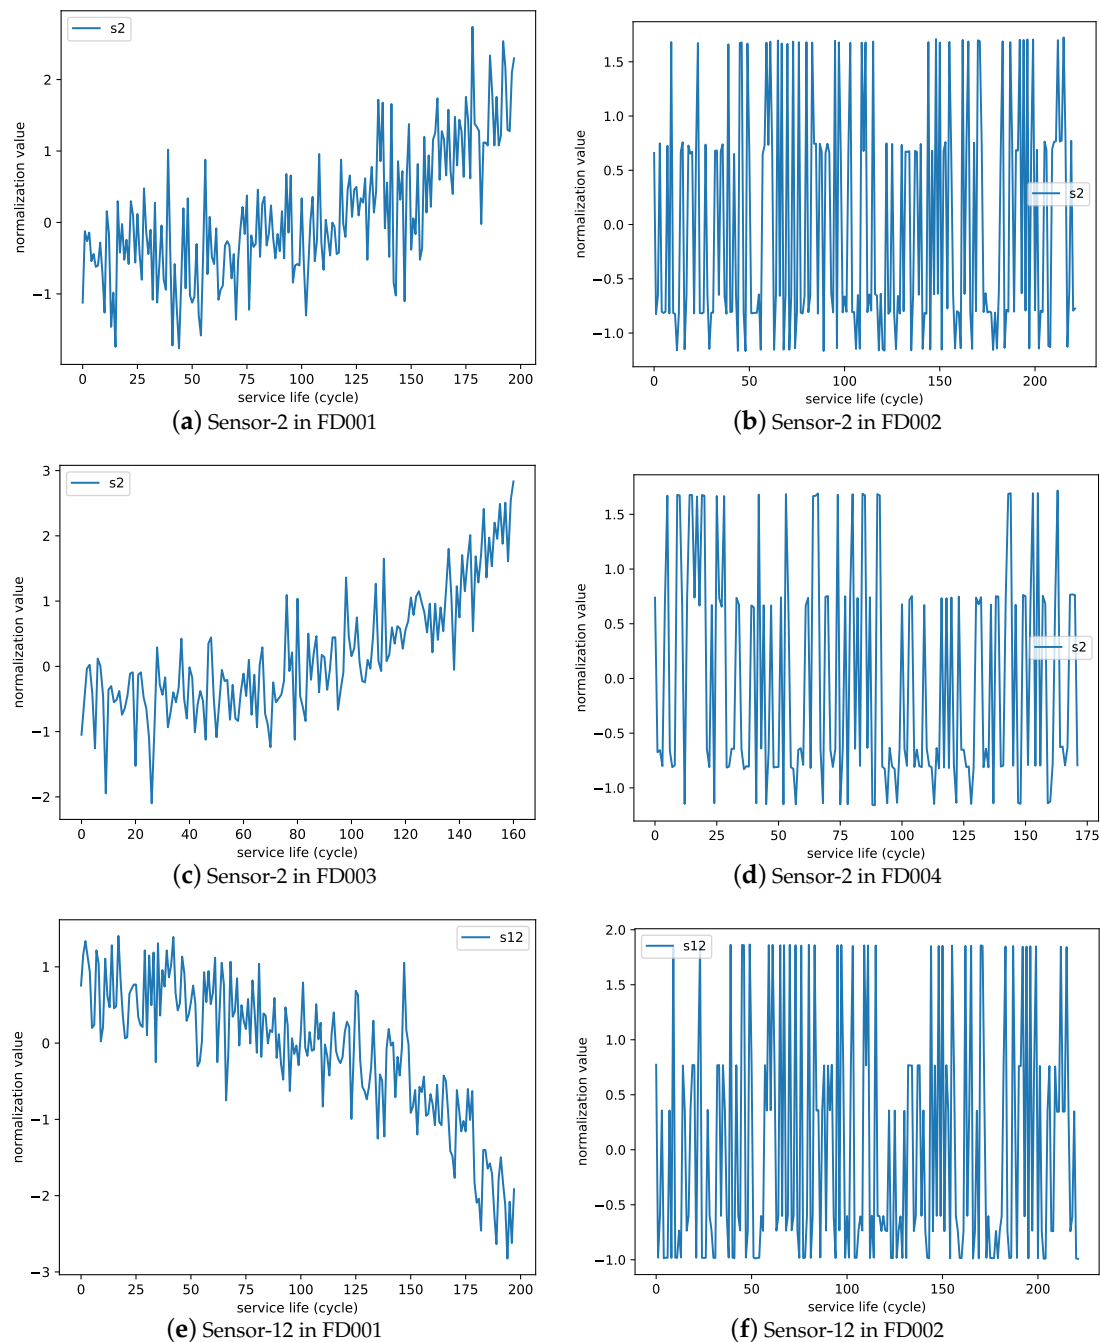 s2
normalization value
2
1
0
−1
0 25 50 75 100 125 150 175 200
service life (cycle)
(a) Sensor-2 in FD001
s2
normalization value
1.5
1.0
0.5
0.0
−0.5
−1.0
0 50 100 150 200
service life (cycle)
(b) Sensor-2 in FD002
s2
normalization value
3
2
1
0
−1
−2
0 20 40 60 80 100 120 140 160
service life (cycle)
(c) Sensor-2 in FD003
s2
normalization value
1.5
1.0
0.5
0.0
−0.5
−1.0
0 25 50 75 100 125 150 175
service life (cycle)
(d) Sensor-2 in FD004
s12
normalization value
1
0
−1
−2
−3
0 25 50 75 100 125 150 175 200
service life (cycle)
(e) Sensor-12 in FD001
s12
normalization value
2.0
1.5
1.0
0.5
0.0
−0.5
−1.0
0 50 100 150 200
service life (cycle)
(f) Sensor-12 in FD002